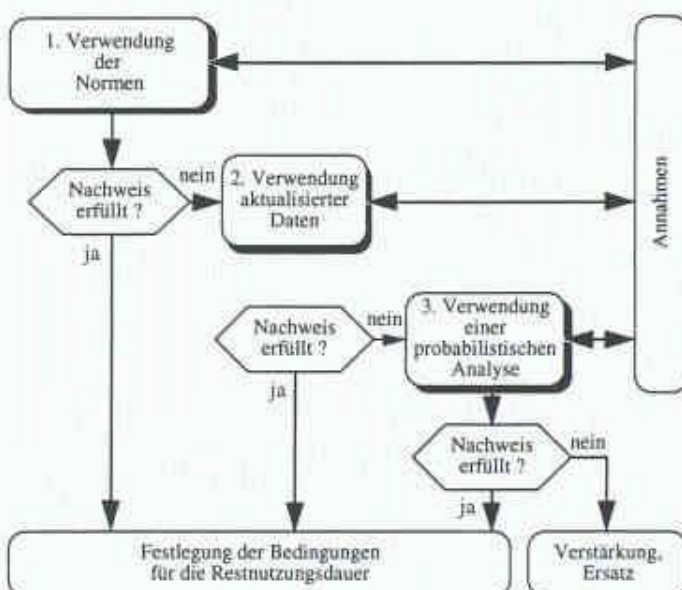 1. Verwendung
der
Normen
Nachweis
erfüllt ?
nein
ja
2. Verwendung
aktualisierter
Daten
Annahmen
Nachweis
erfüllt ?
nein
ja
3. Verwendung
einer
probabilistischen
Analyse
Nachweis
erfüllt ?
nein
ja
Festlegung der Bedingungen
für die Restnutzungsdauer
Verstärkung,
Ersatz